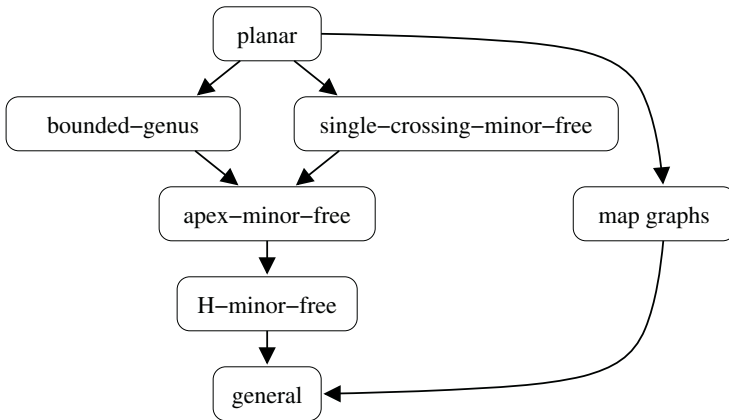 planar
bounded−genus
single−crossing−minor−free
apex−minor−free
map graphs
H−minor−free
general